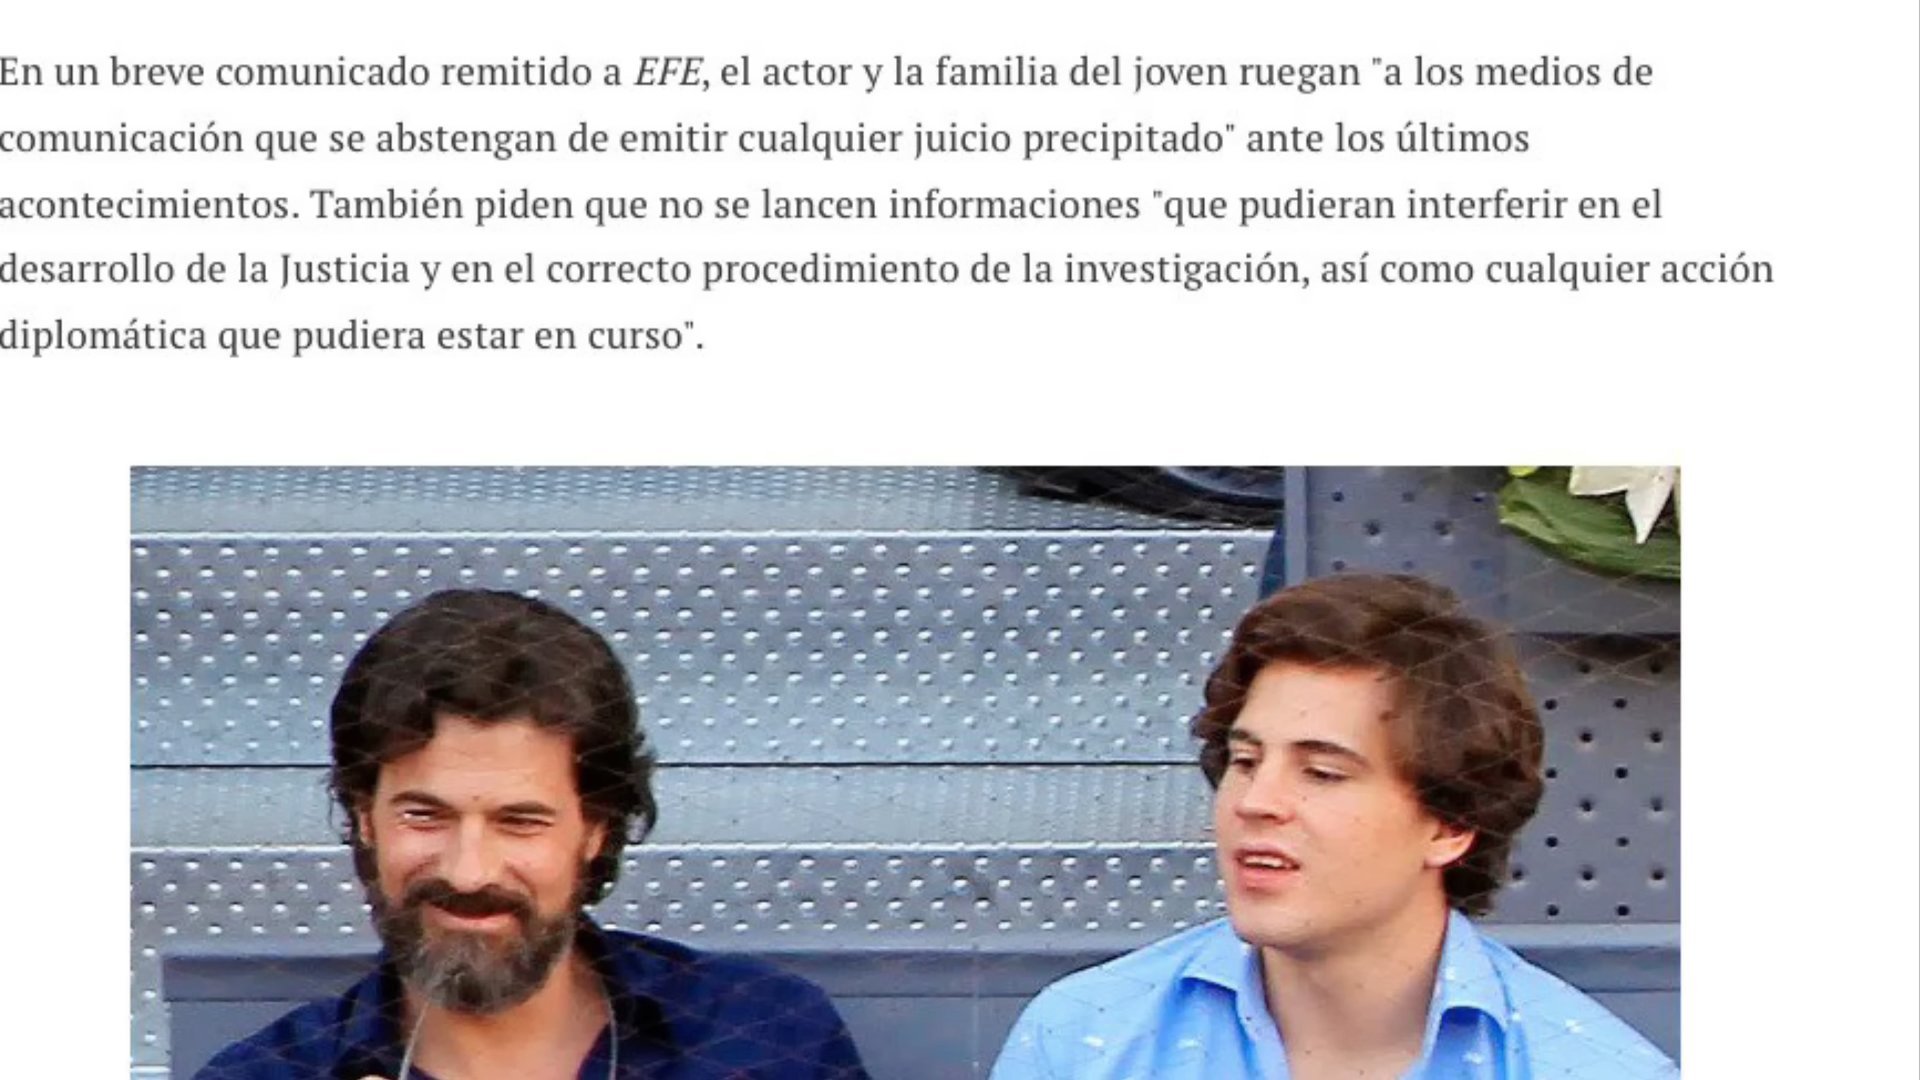 En un breve comunicado remitido a EFE, el actor y la familia del joven ruegan "a los medios de
comunicación que se abstengan de emitir cualquier juicio precipitado" ante los últimos
acontecimientos. También piden que no se lancen informaciones "que pudieran interferir en el
desarrollo de la Justicia y en el correcto procedimiento de la investigación, así como cualquier acción
diplomática que pudiera estar en curso".